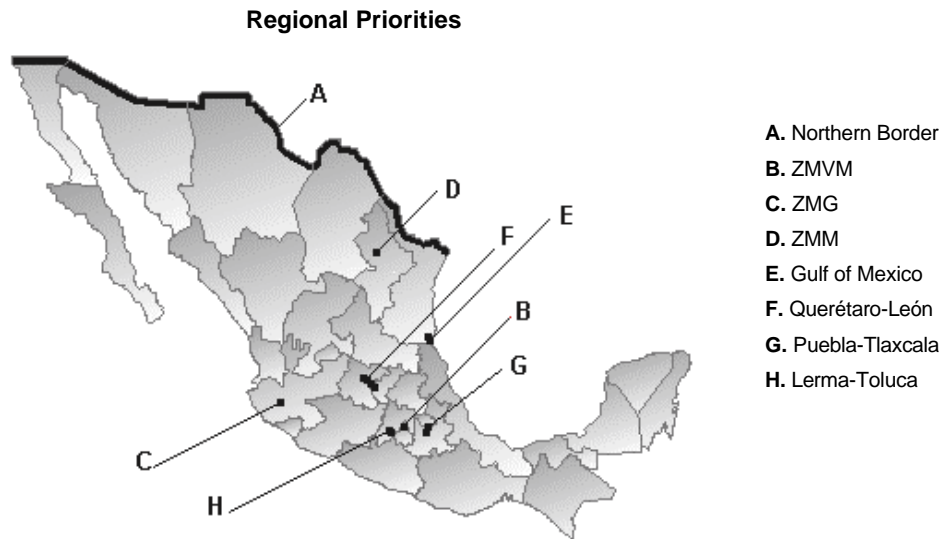 Regional Priorities
A
D
E
F
B
G
C
H
A. Northern Border
B. ZMVM
C. ZMG
D. ZMM
E. Gulf of Mexico
F. Querétaro-León
G. Puebla-Tlaxcala
H. Lerma-Toluca